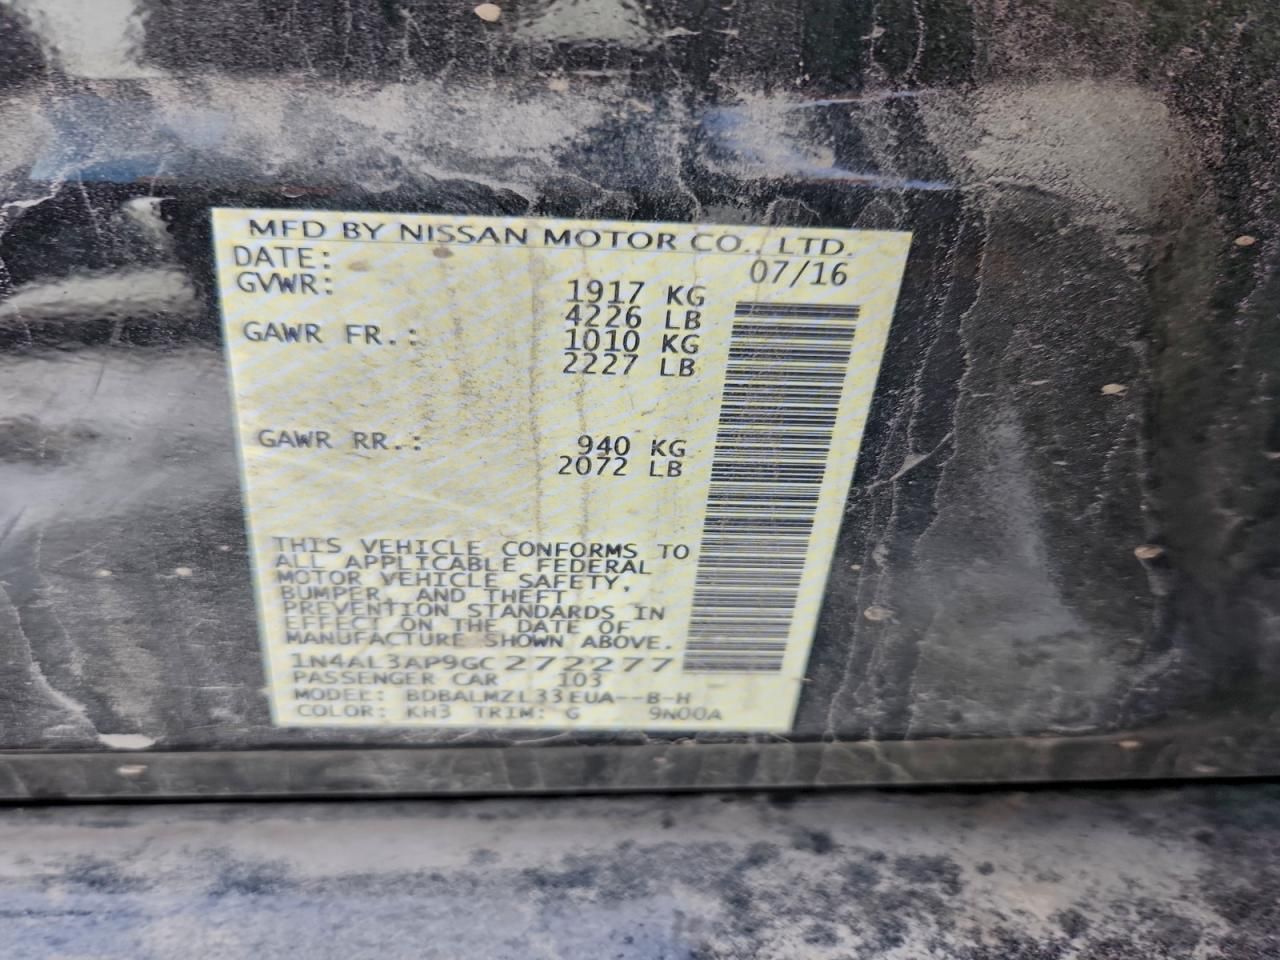 MFD BY NISSAN MOTOR CO., LTD.
DATE: 07/16
GVWR: 1917 KG
4226 LB
GAWR FR.: 1010 KG
2227 LB
GAWR RR.: 940 KG
2072 LB
THIS VEHICLE CONFORMS TO
ALL APPLICABLE FEDERAL
MOTOR VEHICLE SAFETY,
BUMPER, AND THEFT
PREVENTION STANDARDS IN
EFFECT ON THE DATE OF
MANUFACTURE SHOWN ABOVE.
1N4AL3AP9GC272277
PASSENGER CAR 103
MODEL: BDBALMZL33EUA--B-H
COLOR: KH3 TRIM: G 9N00A